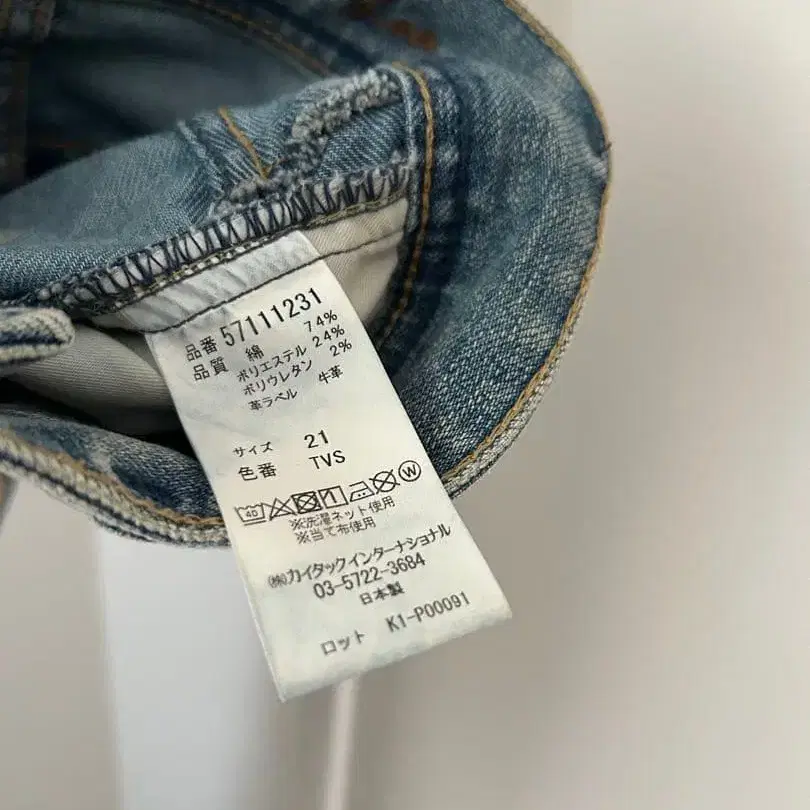 品番 57111231
品質 綿 74%
ポリエステル 24%
ポリウレタン 2%
革ラベル 牛革
サイズ 21
色番 TVS
40 W
※洗濯ネット使用
※当て布使用
㈱カイタックインターナショナル
03-5722-3684
日本製
ロット K1-P00091